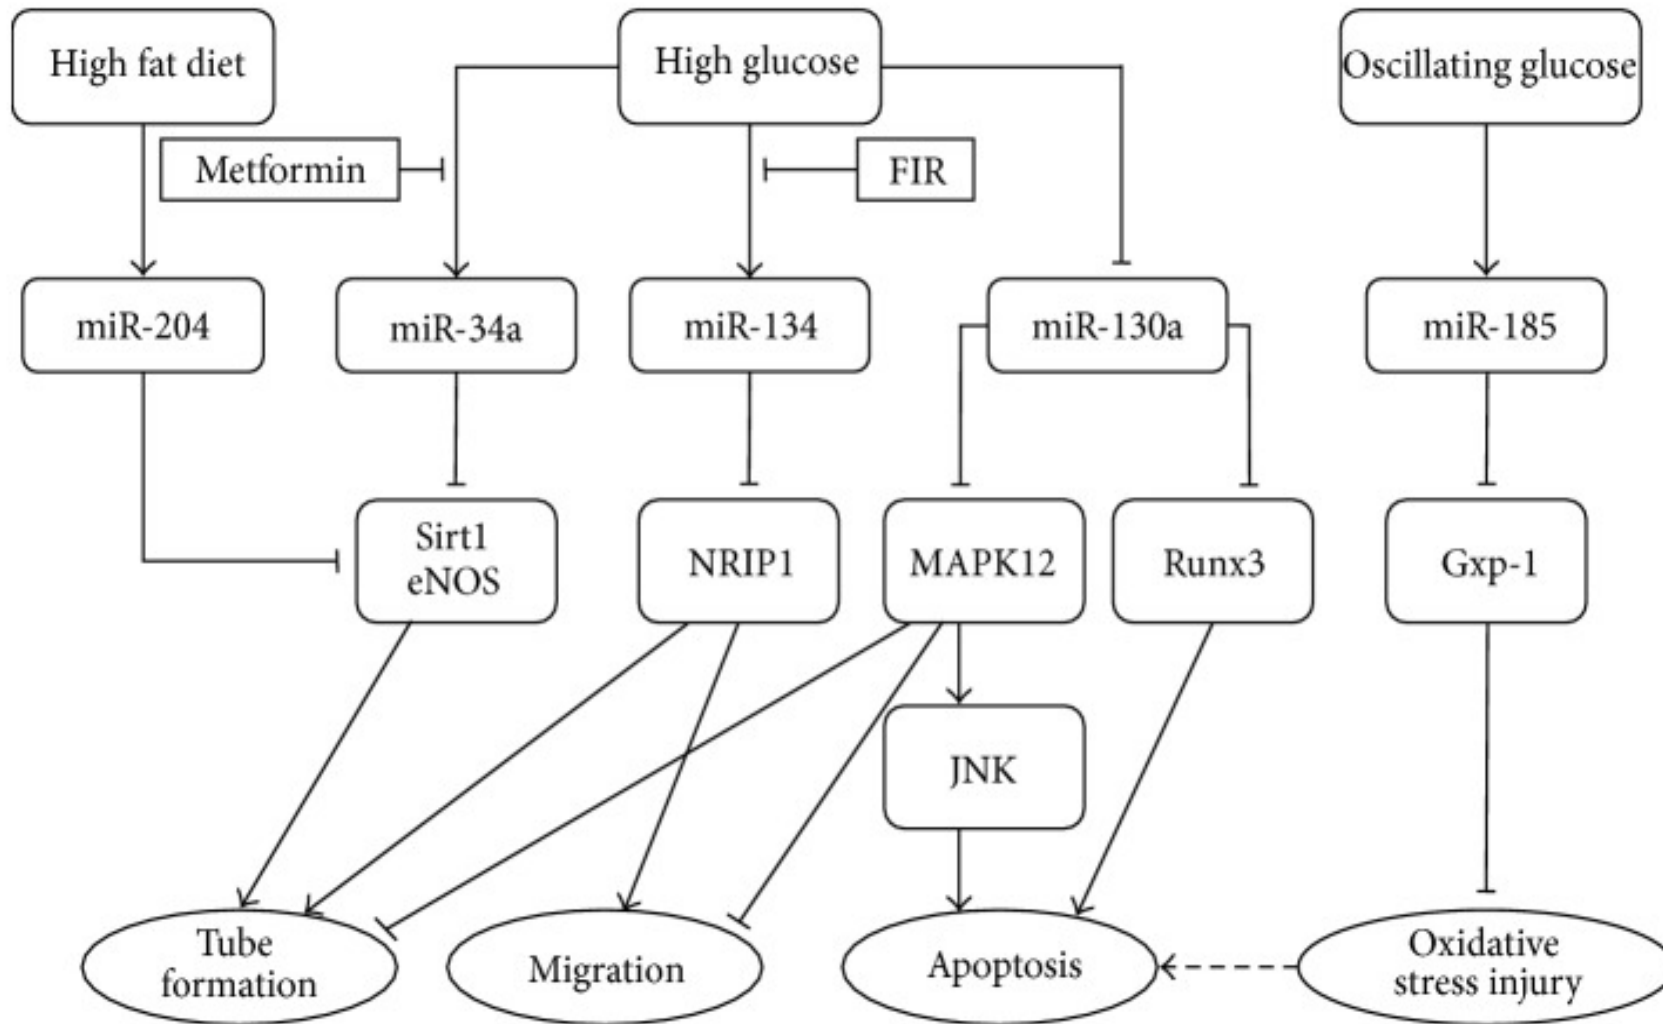 High fat diet
High glucose
Oscillating glucose
Metformin
FIR
miR-204
miR-34a
miR-134
miR-130a
miR-185
Sirt1
eNOS
NRIP1
MAPK12
Runx3
Gxp-1
JNK
Tube
formation
Migration
Apoptosis
Oxidative
stress injury